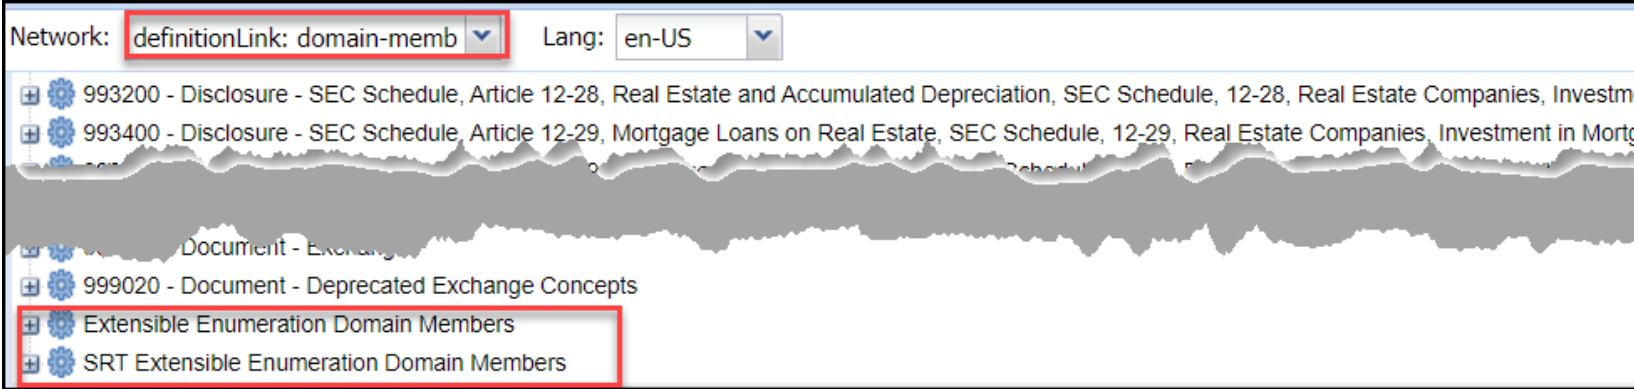 Network: definitionLink: domain-memb Lang: en-US
993200 - Disclosure - SEC Schedule, Article 12-28, Real Estate and Accumulated Depreciation, SEC Schedule, 12-28, Real Estate Companies, Investm
993400 - Disclosure - SEC Schedule, Article 12-29, Mortgage Loans on Real Estate, SEC Schedule, 12-29, Real Estate Companies, Investment in Mortg
Document
999020 - Document - Deprecated Exchange Concepts
Extensible Enumeration Domain Members
SRT Extensible Enumeration Domain Members